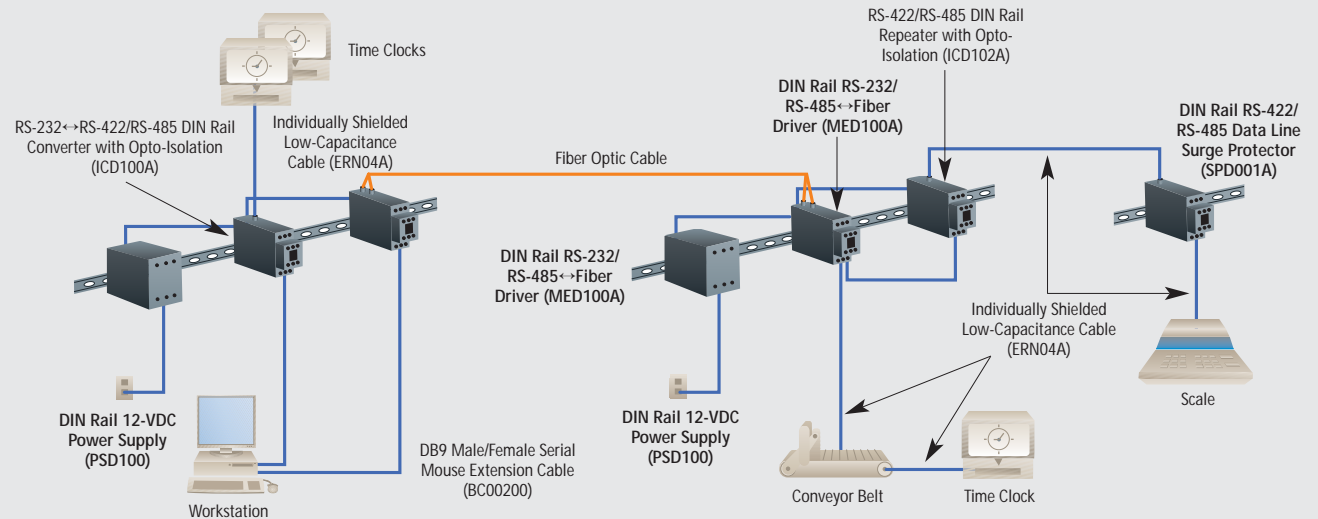 Time Clocks
RS-232↔RS-422/RS-485 DIN Rail
Converter with Opto-Isolation
(ICD100A)
Individually Shielded
Low-Capacitance
Cable (ERN04A)
Fiber Optic Cable
DIN Rail RS-232/
RS-485↔Fiber
Driver (MED100A)
RS-422/RS-485 DIN Rail
Repeater with Opto-
Isolation (ICD102A)
DIN Rail RS-422/
RS-485 Data Line
Surge Protector
(SPD001A)
DIN Rail RS-232/
RS-485↔Fiber
Driver (MED100A)
Individually Shielded
Low-Capacitance Cable
(ERN04A)
DIN Rail 12-VDC
Power Supply
(PSD100)
Workstation
DB9 Male/Female Serial
Mouse Extension Cable
(BC00200)
DIN Rail 12-VDC
Power Supply
(PSD100)
Conveyor Belt
Time Clock
Scale